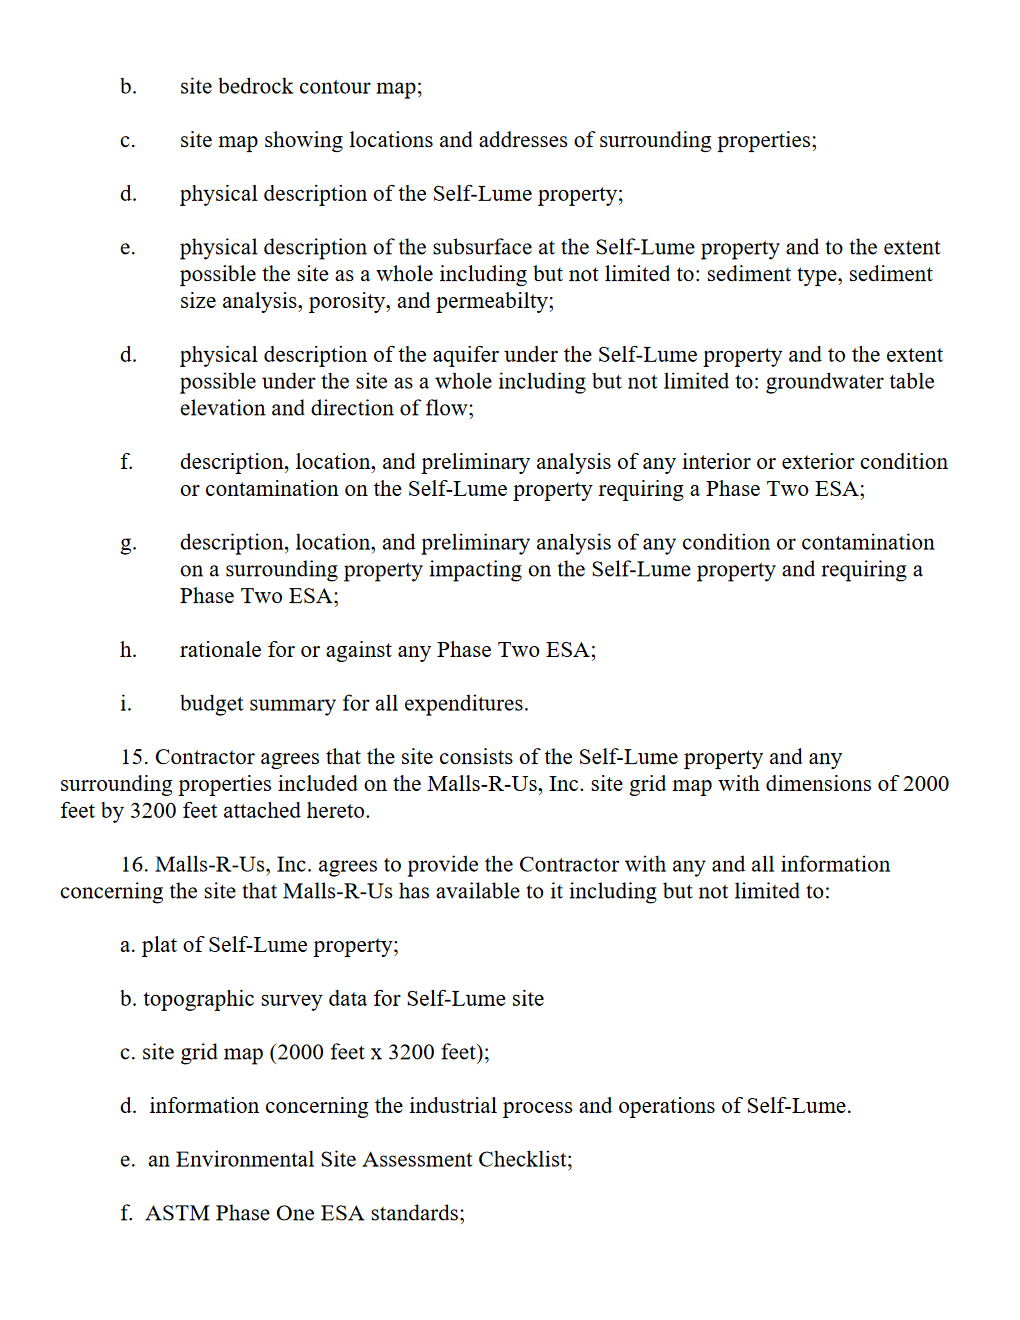 b. site bedrock contour map;
c. site map showing locations and addresses of surrounding properties;
d. physical description of the Self-Lume property;
e. physical description of the subsurface at the Self-Lume property and to the extent
possible the site as a whole including but not limited to: sediment type, sediment
size analysis, porosity, and permeabilty;
d. physical description of the aquifer under the Self-Lume property and to the extent
possible under the site as a whole including but not limited to: groundwater table
elevation and direction of flow;
f. description, location, and preliminary analysis of any interior or exterior condition
or contamination on the Self-Lume property requiring a Phase Two ESA;
g. description, location, and preliminary analysis of any condition or contamination
on a surrounding property impacting on the Self-Lume property and requiring a
Phase Two ESA;
h. rationale for or against any Phase Two ESA;
i. budget summary for all expenditures.
15. Contractor agrees that the site consists of the Self-Lume property and any
surrounding properties included on the Malls-R-Us, Inc. site grid map with dimensions of 2000
feet by 3200 feet attached hereto.
16. Malls-R-Us, Inc. agrees to provide the Contractor with any and all information
concerning the site that Malls-R-Us has available to it including but not limited to:
a. plat of Self-Lume property;
b. topographic survey data for Self-Lume site
c. site grid map (2000 feet x 3200 feet);
d. information concerning the industrial process and operations of Self-Lume.
e. an Environmental Site Assessment Checklist;
f. ASTM Phase One ESA standards;